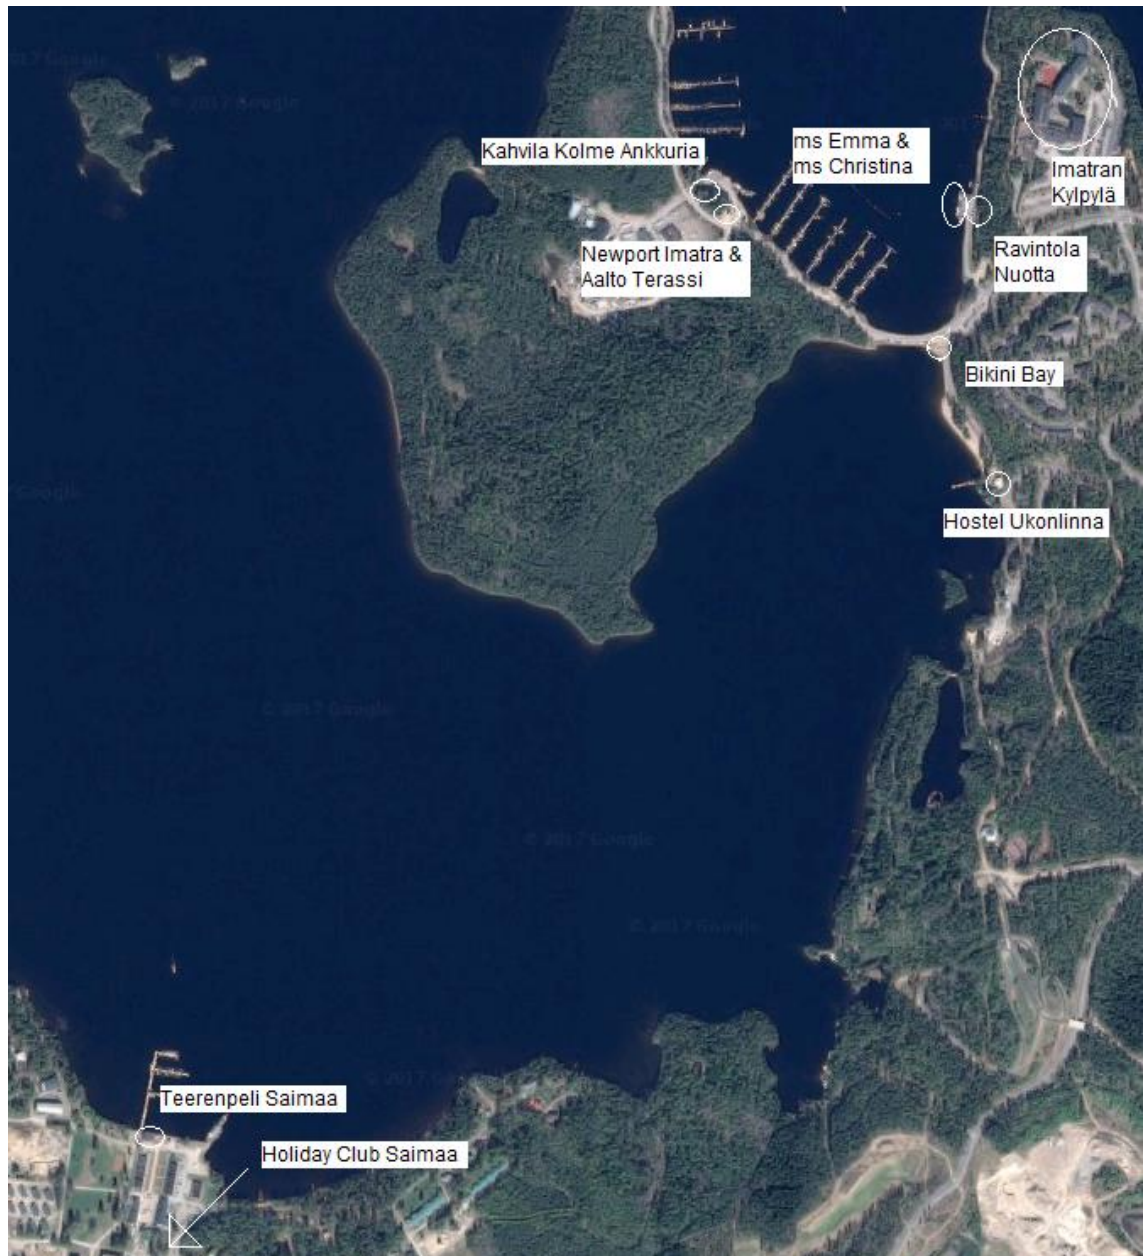 © 2017 Google
Kahvila Kolme Ankkuria
ms Emma &
ms Christina
Imatran
Kylpylä
Newport Imatra &
Aalto Terassi
Ravintola
Nuotta
Bikini Bay
Google
Hostel Ukonlinna
© 2017 Google
© 2017 Google
© 2017 Google
© 2017
Teerenpeli Saimaa
Holiday Club Saimaa